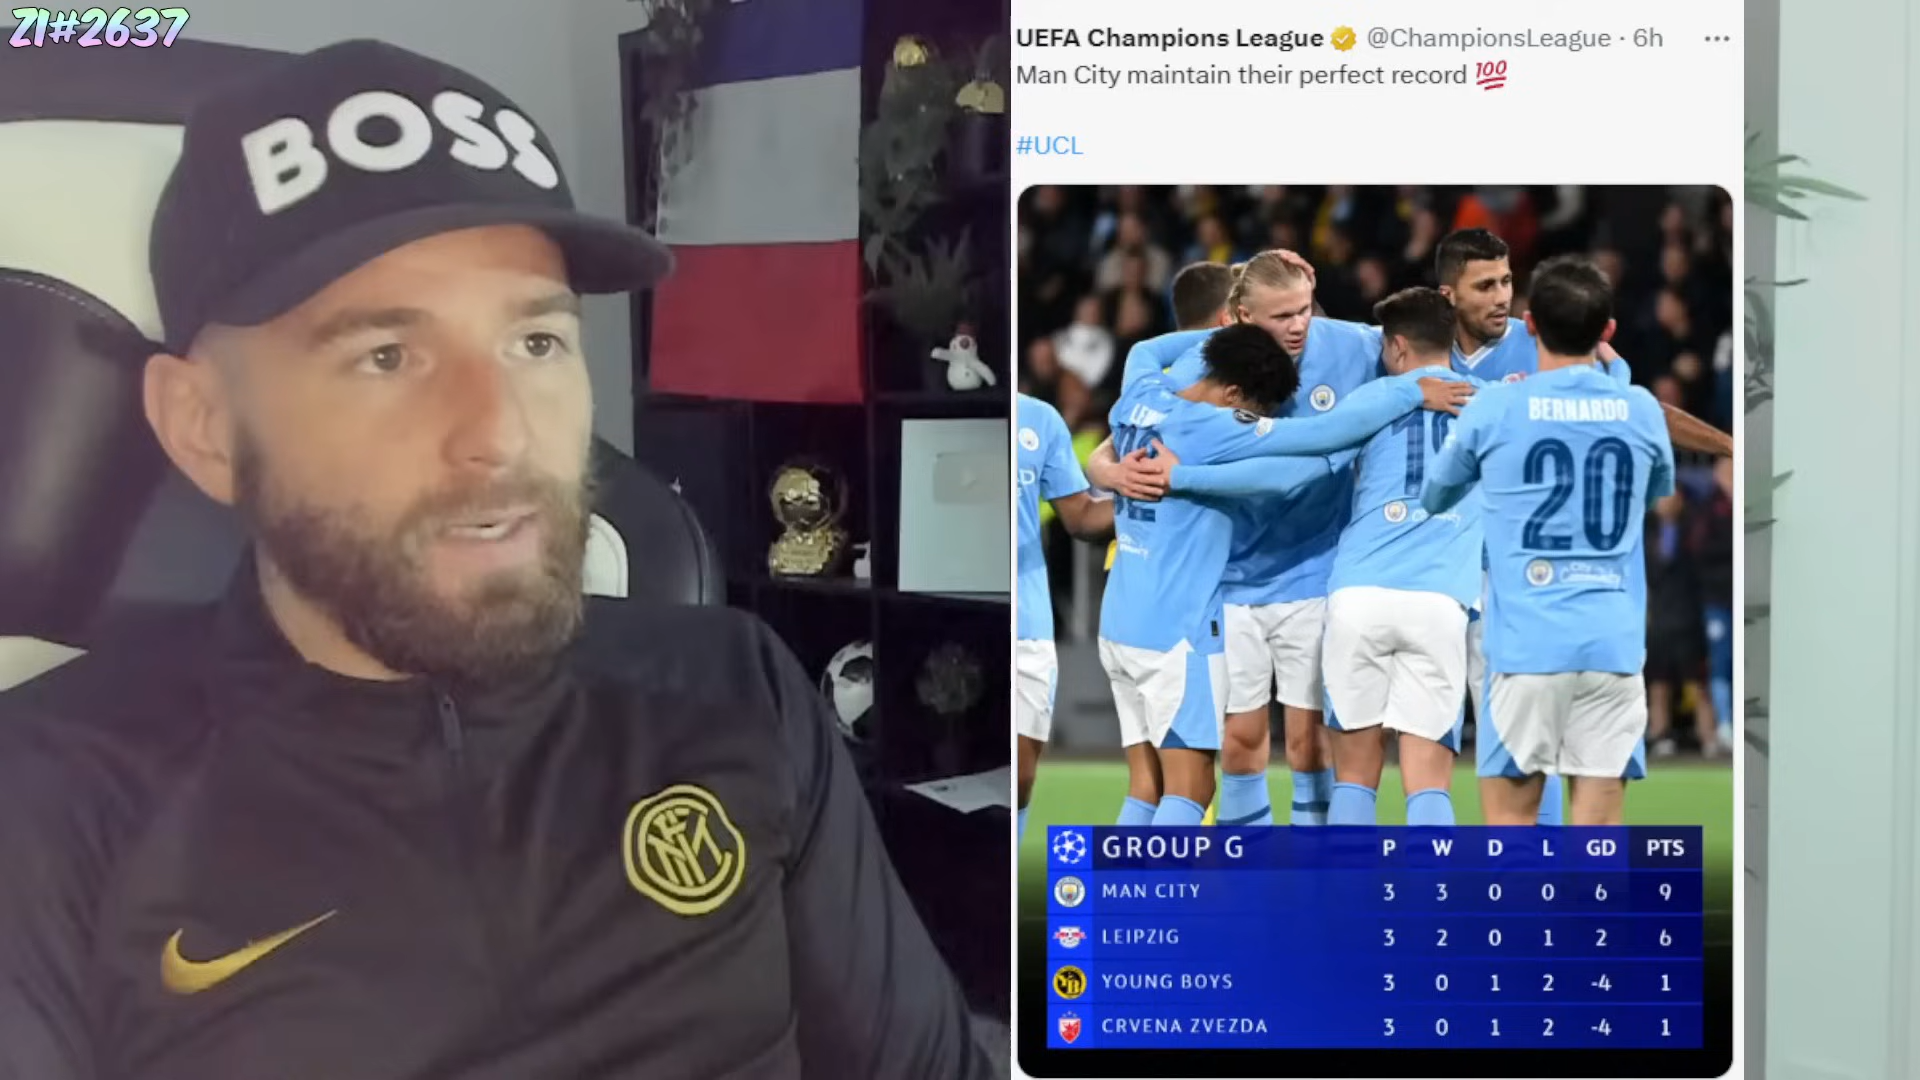 ZI#2637
BOSS
UEFA Champions League @ChampionsLeague · 6h
Man City maintain their perfect record 💯
#UCL
BERNARDO
20
GROUP G P W D L GD PTS
MAN CITY 3 3 0 0 6 9
LEIPZIG 3 2 0 1 2 6
YOUNG BOYS 3 0 1 2 -4 1
CRVENA ZVEZDA 3 0 1 2 -4 1